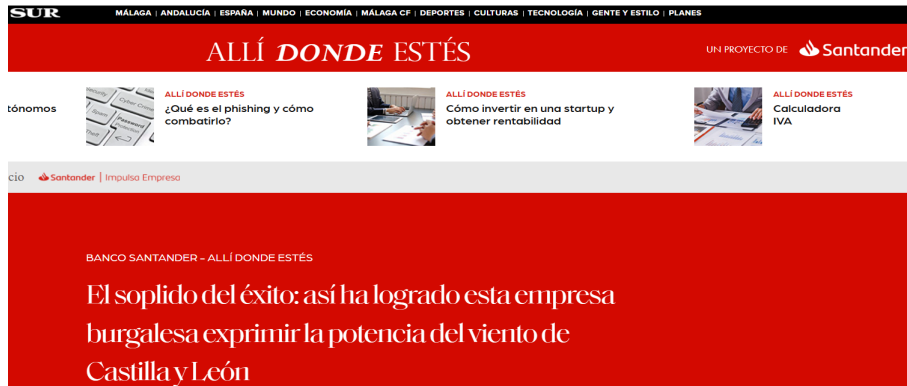 SUR
MÁLAGA | ANDALUCÍA | ESPAÑA | MUNDO | ECONOMÍA | MÁLAGA CF | DEPORTES | CULTURAS | TECNOLOGÍA | GENTE Y ESTILO | PLANES
ALLÍ DONDE ESTÉS
UN PROYECTO DE Santander
tónomos
ALLÍ DONDE ESTÉS
¿Qué es el phishing y cómo
combatirlo?
ALLÍ DONDE ESTÉS
Cómo invertir en una startup y
obtener rentabilidad
ALLÍ DONDE ESTÉS
Calculadora
IVA
cio
Santander | Impulsa Empresa
BANCO SANTANDER – ALLÍ DONDE ESTÉS
El soplido del éxito: así ha logrado esta empresa
burgalesa exprimir la potencia del viento de
Castilla y León